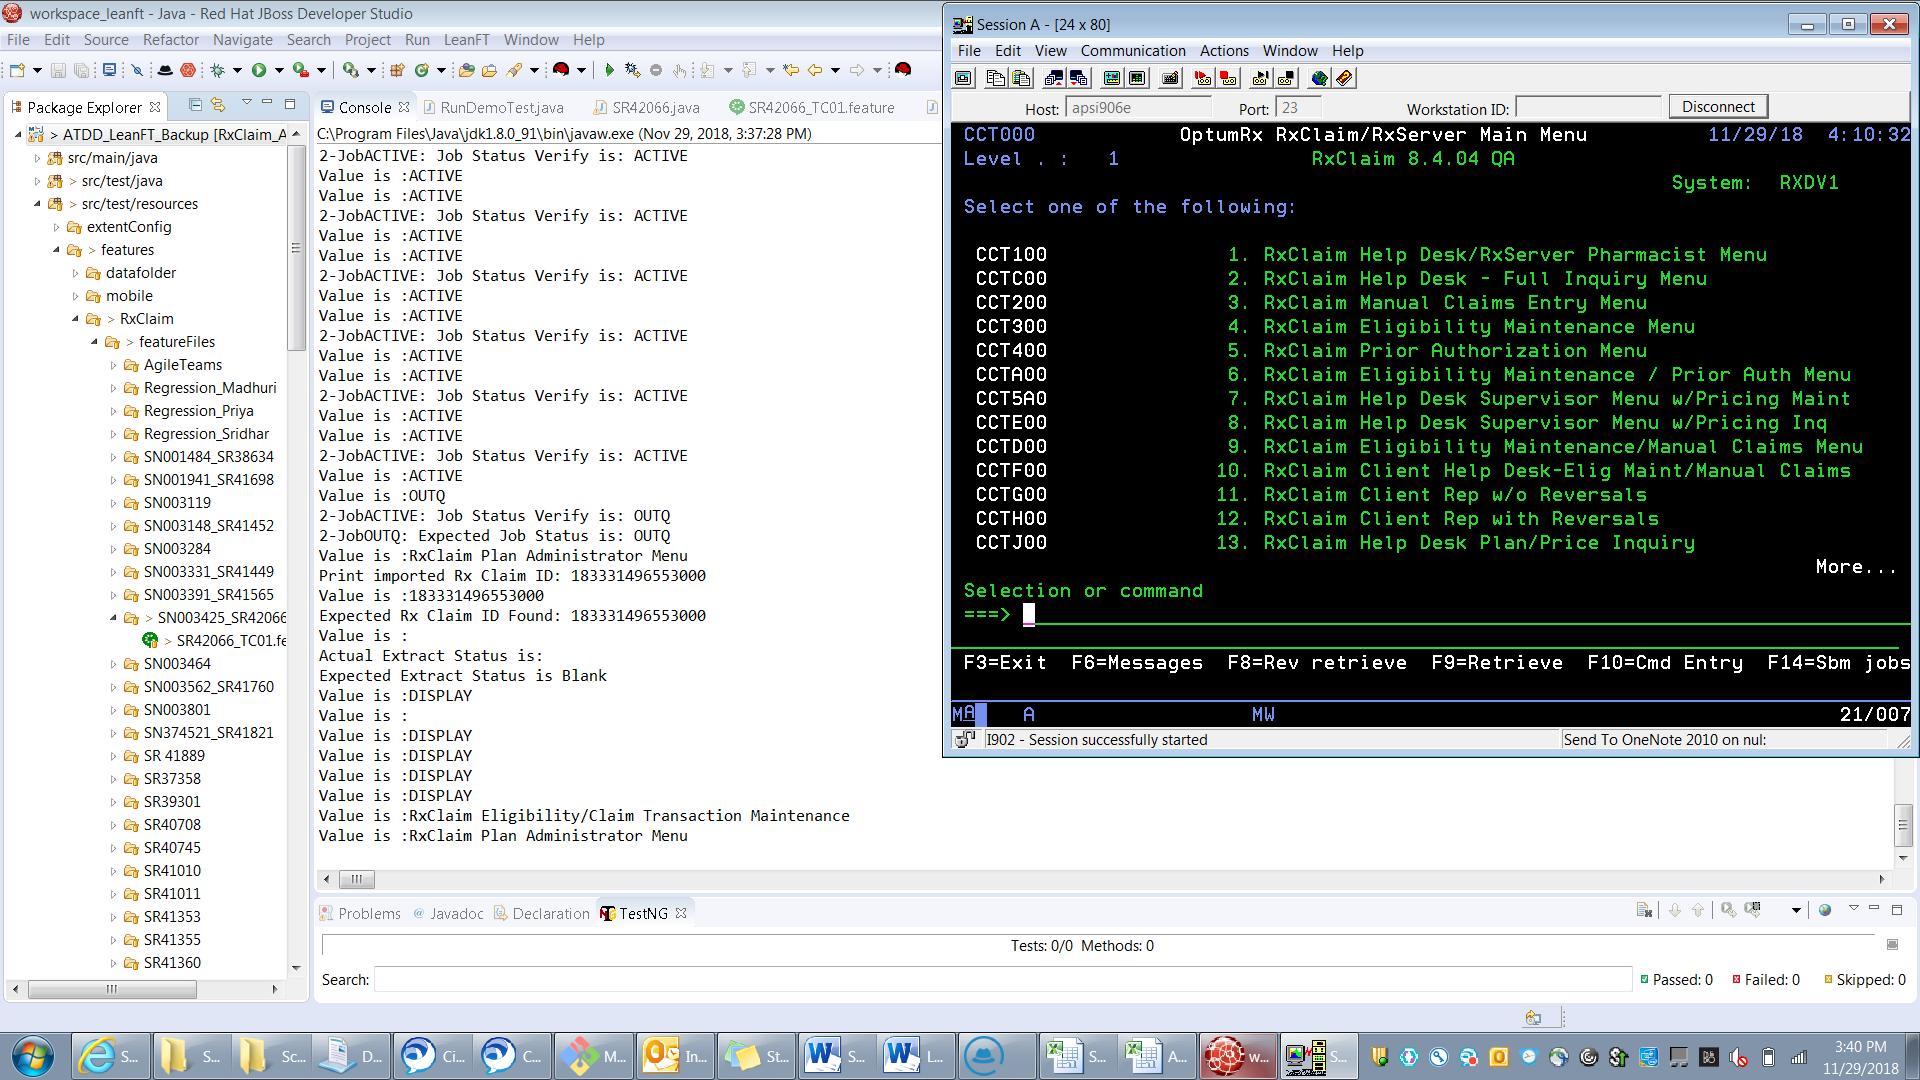 workspace_leanft - Java - Red Hat JBoss Developer Studio
File Edit Source Refactor Navigate Search Project Run LeanFT Window Help
Package Explorer
> ATDD_LeanFT_Backup [RxClaim_A
src/main/java
> src/test/java
> src/test/resources
extentConfig
> features
datafolder
mobile
> RxClaim
> featureFiles
AgileTeams
Regression_Madhuri
Regression_Priya
Regression_Sridhar
SN001484_SR38634
SN001941_SR41698
SN003119
SN003148_SR41452
SN003284
SN003331_SR41449
SN003391_SR41565
> SN003425_SR42066
> SR42066_TC01.fe
SN003464
SN003562_SR41760
SN003801
SN374521_SR41821
SR 41889
SR37358
SR39301
SR40708
SR40745
SR41010
SR41011
SR41353
SR41355
SR41360
Console RunDemoTest.java SR42066.java SR42066_TC01.feature
C:\Program Files\Java\jdk1.8.0_91\bin\javaw.exe (Nov 29, 2018, 3:37:28 PM)
2-JobACTIVE: Job Status Verify is: ACTIVE
Value is :ACTIVE
Value is :ACTIVE
2-JobACTIVE: Job Status Verify is: ACTIVE
Value is :ACTIVE
Value is :ACTIVE
2-JobACTIVE: Job Status Verify is: ACTIVE
Value is :ACTIVE
Value is :ACTIVE
2-JobACTIVE: Job Status Verify is: ACTIVE
Value is :ACTIVE
Value is :ACTIVE
2-JobACTIVE: Job Status Verify is: ACTIVE
Value is :ACTIVE
Value is :ACTIVE
2-JobACTIVE: Job Status Verify is: ACTIVE
Value is :ACTIVE
Value is :OUTQ
2-JobACTIVE: Job Status Verify is: OUTQ
2-JobOUTQ: Expected Job Status is: OUTQ
Value is :RxClaim Plan Administrator Menu
Print imported Rx Claim ID: 183331496553000
Value is :183331496553000
Expected Rx Claim ID Found: 183331496553000
Value is :
Actual Extract Status is:
Expected Extract Status is Blank
Value is :DISPLAY
Value is :
Value is :DISPLAY
Value is :DISPLAY
Value is :DISPLAY
Value is :DISPLAY
Value is :RxClaim Eligibility/Claim Transaction Maintenance
Value is :RxClaim Plan Administrator Menu
Problems Javadoc Declaration TestNG
Tests: 0/0 Methods: 0
Search:
Passed: 0 Failed: 0 Skipped: 0
Session A - [24 x 80]
File Edit View Communication Actions Window Help
Host: apsi906e Port: 23 Workstation ID: Disconnect
CCT000 OptumRx RxClaim/RxServer Main Menu 11/29/18 4:10:32
Level . : 1 RxClaim 8.4.04 QA
System: RXDV1
Select one of the following:
CCT100 1. RxClaim Help Desk/RxServer Pharmacist Menu
CCTC00 2. RxClaim Help Desk - Full Inquiry Menu
CCT200 3. RxClaim Manual Claims Entry Menu
CCT300 4. RxClaim Eligibility Maintenance Menu
CCT400 5. RxClaim Prior Authorization Menu
CCTA00 6. RxClaim Eligibility Maintenance / Prior Auth Menu
CCT5A0 7. RxClaim Help Desk Supervisor Menu w/Pricing Maint
CCTE00 8. RxClaim Help Desk Supervisor Menu w/Pricing Inq
CCTD00 9. RxClaim Eligibility Maintenance/Manual Claims Menu
CCTF00 10. RxClaim Client Help Desk-Elig Maint/Manual Claims
CCTG00 11. RxClaim Client Rep w/o Reversals
CCTH00 12. RxClaim Client Rep with Reversals
CCTJ00 13. RxClaim Help Desk Plan/Price Inquiry
More...
Selection or command
===>
F3=Exit F6=Messages F8=Rev retrieve F9=Retrieve F10=Cmd Entry F14=Sbm jobs
MA A MW 21/007
I902 - Session successfully started Send To OneNote 2010 on nul:
S... S... Sc... D... Ci... C... M... In... St... S... L... S... A... w... S...
3:40 PM
11/29/2018